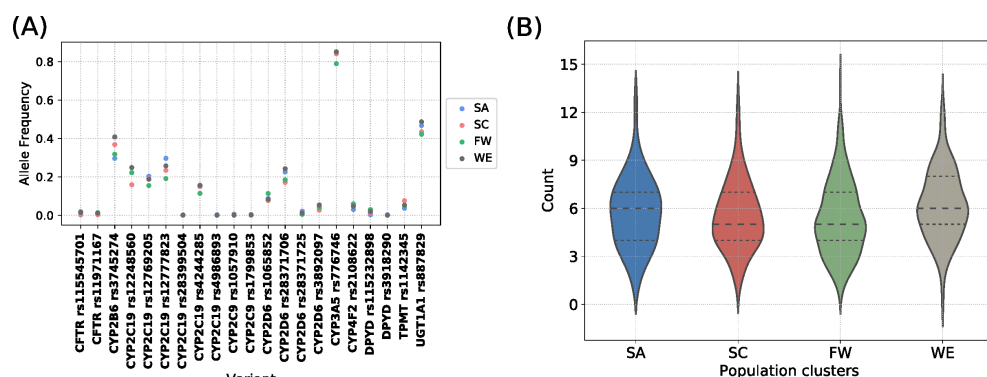 (A)
Allele Frequency
0.8
0.6
0.4
0.2
0.0
CFTR rs115545701
CFTR rs11971167
CYP2B6 rs3745274
CYP2C19 rs12248560
CYP2C19 rs12769205
CYP2C19 rs12777823
CYP2C19 rs28399504
CYP2C19 rs4244285
CYP2C19 rs4986893
CYP2C9 rs1057910
CYP2C9 rs1799853
CYP2D6 rs1065852
CYP2D6 rs28371706
CYP2D6 rs28371725
CYP2D6 rs3892097
CYP3A5 rs776746
CYP4F2 rs2108622
DPYD rs115232898
DPYD rs3918290
TPMT rs1142345
UGT1A1 rs887829
Variant
SA
SC
FW
WE
(B)
Count
15
12
9
6
3
0
SA SC FW WE
Population clusters